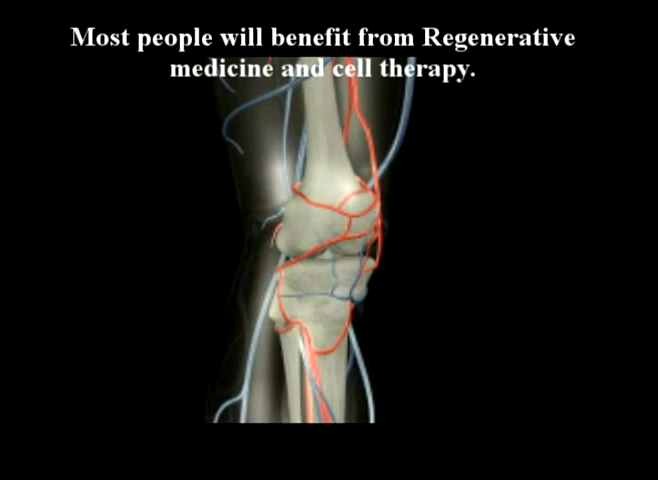 Most people will benefit from Regenerative
medicine and cell therapy.